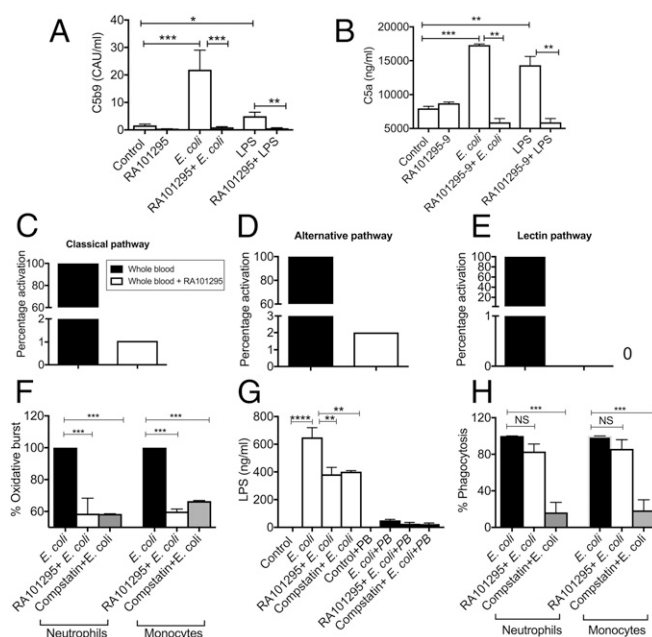 A
C5b9 (CAU/ml)
40
30
20
10
0
*
***
***
**
Control
RA101295
E. coli
RA101295+ E. coli
LPS
RA101295+ LPS
B
C5a (ng/ml)
20000
15000
10000
5000
**
***
**
**
Control
RA101295-9
E. coli
RA101295-9+ E. coli
LPS
RA101295-9+ LPS
C
Classical pathway
Percentage activation
100
80
60
2
1
0
Whole blood
Whole blood + RA101295
D
Alternative pathway
Percentage activation
100
80
60
3
2
1
0
E
Lectin pathway
Percentage activation
100
80
60
40
20
1
0
0
F
% Oxidative burst
120
100
80
60
***
***
***
***
E. coli
RA101295+ E. coli
Compstatin+E. coli
E. coli
RA101295+ E. coli
Compstatin+E. coli
Neutrophils
Monocytes
G
LPS (ng/ml)
800
600
400
200
0
**
****
**
Control
E. coli
RA101295+ E. coli
Compstatin+ E. coli
Control+PB
E. coli+PB
RA101295+ E. coli+PB
Compstatin+ E. coli+PB
H
% Phagocytosis
150
100
50
0
***
NS
***
NS
E. coli
RA101295+ E. coli
Compstatin+E. coli
E. coli
RA101295+ E. coli
Compstatin+E. coli
Neutrophils
Monocytes